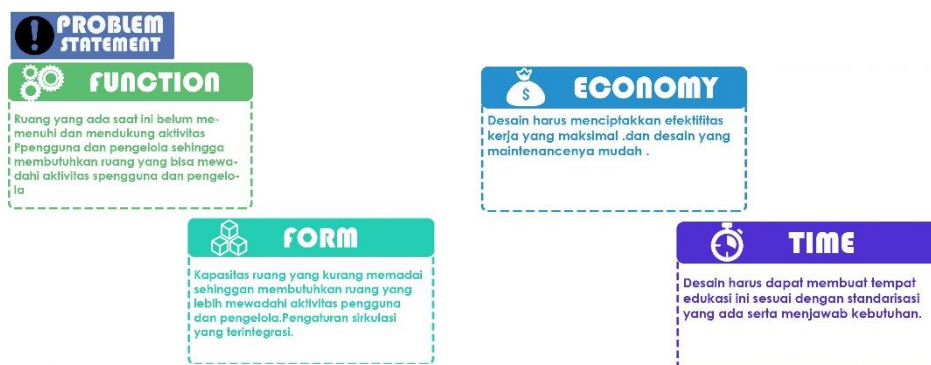 PROBLEM
STATEMENT
FUNCTION
Ruang yang ada saat ini belum me-
menuhi dan mendukung aktivitas
Ppengguna dan pengelola sehingga
membutuhkan ruang yang bisa mewa-
dahi aktivitas spengguna dan pengelo-
la
$
ECONOMY
Desain harus menciptakkan efektifitas
kerja yang maksimal .dan desain yang
maintenancenya mudah .
FORM
Kapasitas ruang yang kurang memadai
sehinggan membutuhkan ruang yang
lebih mewadahi aktivitas pengguna
dan pengelola.Pengaturan sirkulasi
yang terintegrasi.
TIME
Desain harus dapat membuat tempat
edukasi ini sesuai dengan standarisasi
yang ada serta menjawab kebutuhan.